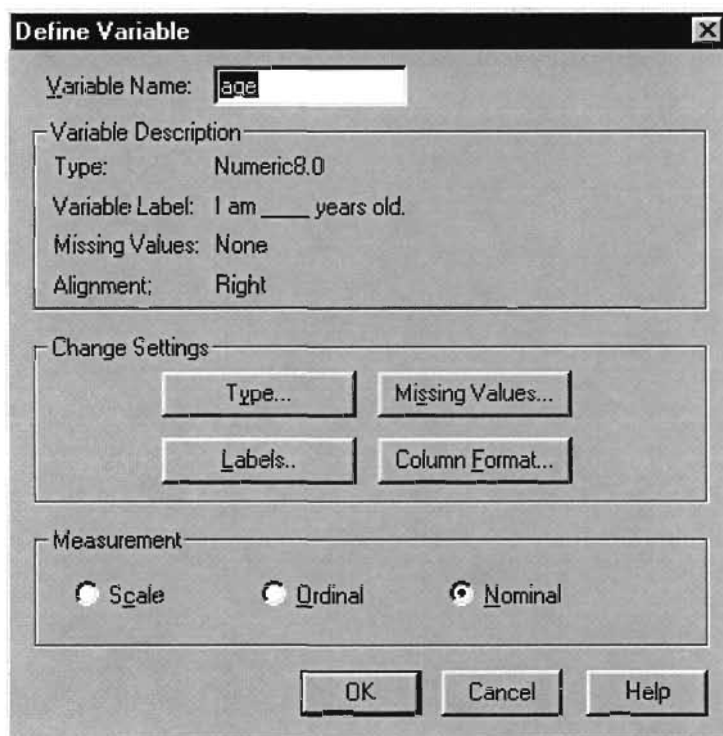 Define Variable
Variable Name: age
Variable Description
Type: Numeric8.0
Variable Label: I am ____ years old.
Missing Values: None
Alignment: Right
Change Settings
Type... Missing Values...
Labels.. Column Format...
Measurement
Scale Ordinal Nominal
OK Cancel Help